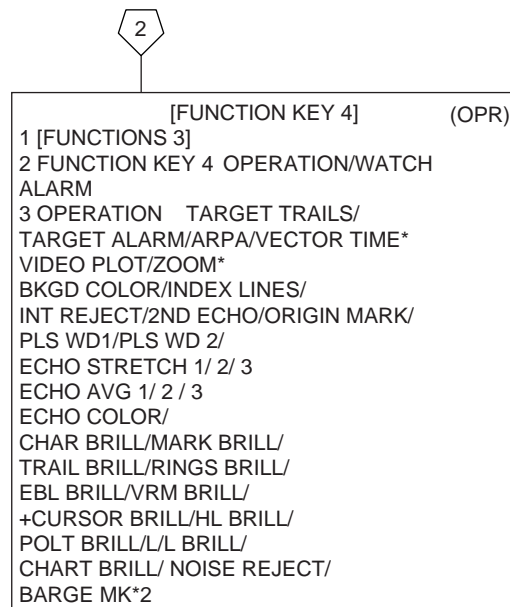 2
[FUNCTION KEY 4] (OPR)
1 [FUNCTIONS 3]
2 FUNCTION KEY 4 OPERATION/WATCH
ALARM
3 OPERATION TARGET TRAILS/
TARGET ALARM/ARPA/VECTOR TIME*
VIDEO PLOT/ZOOM*
BKGD COLOR/INDEX LINES/
INT REJECT/2ND ECHO/ORIGIN MARK/
PLS WD1/PLS WD 2/
ECHO STRETCH 1/ 2/ 3
ECHO AVG 1/ 2 / 3
ECHO COLOR/
CHAR BRILL/MARK BRILL/
TRAIL BRILL/RINGS BRILL/
EBL BRILL/VRM BRILL/
+CURSOR BRILL/HL BRILL/
POLT BRILL/L/L BRILL/
CHART BRILL/ NOISE REJECT/
BARGE MK*2